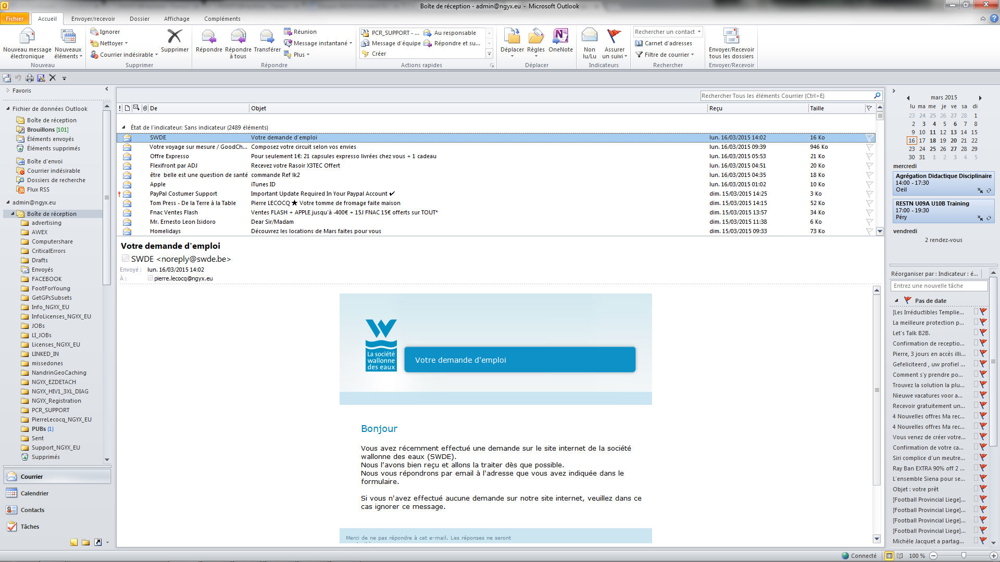 Boîte de réception - admin@ngyx.eu - Microsoft Outlook
Fichier Accueil Envoyer/recevoir Dossier Affichage Compléments
Nouveau message électronique
Nouveaux éléments
Nouveau
Ignorer
Nettoyer
Courrier indésirable
Supprimer
Supprimer
Répondre
Répondre à tous
Transférer
Réunion
Message instantané
Plus
Répondre
PCR_SUPPORT - ...
Message d'équipe
Créer
Au responsable
Répondre et su...
Actions rapides
Déplacer
Règles
OneNote
Déplacer
Non lu/Lu
Assurer un suivi
Indicateurs
Rechercher un contact
Carnet d'adresses
Filtre de courrier
Rechercher
Envoyer/Recevoir tous les dossiers
Envoyer/Recevoir
Favoris
Fichier de données Outlook
Boîte de réception
Brouillons [101]
Éléments envoyés
Éléments supprimés
Boîte d'envoi
Courrier indésirable
Dossiers de recherche
Flux RSS
admin@ngyx.eu
Boîte de réception
advertising
AWEX
Computershare
CriticalErrors
Drafts
Envoyés
FACEBOOK
FootForYoung
GetGPsSubsets
Info_NGYX_EU
InfoLicenses_NGYX_EU
JOBs
LI_JOBs
Licenses_NGYX_EU
LINKED_IN
missedones
NandrinGeoCaching
NGYX_EZDETACH
NGYX_HIV1_3XL_DIAG
NGYX_Registration
PCR_SUPPORT
PierreLecocq_NGYX_EU
PUBs (1)
Sent
Support_NGYX_EU
Supprimés
Courrier
Calendrier
Contacts
Tâches
Rechercher Tous les éléments Courrier (Ctrl+E)
De Objet Reçu Taille
État de l'indicateur: Sans indicateur (2489 éléments)
SWDE Votre demande d'emploi lun. 16/03/2015 14:02 16 Ko
Votre voyage sur mesure / GoodCh... Composez votre circuit selon vos envies lun. 16/03/2015 09:39 946 Ko
Offre Expresso Pour seulement 1€: 21 capsules expresso livrées chez vous + 1 cadeau lun. 16/03/2015 05:53 21 Ko
Flexifront par ADJ Recevez votre Rasoir X3TEC Offert lun. 16/03/2015 04:51 20 Ko
être belle est une question de santé commande Ref lk2 lun. 16/03/2015 04:35 18 Ko
Apple iTunes ID lun. 16/03/2015 01:02 10 Ko
PayPal Costumer Support Important Update Required In Your Paypal Account ✔ dim. 15/03/2015 14:25 3 Ko
Tom Press - De la Terre à la Table Pierre LECOCQ ★ Votre tomme de fromage faite maison dim. 15/03/2015 14:15 52 Ko
Fnac Ventes Flash Ventes FLASH + APPLE jusqu'à -400€ + 15J FNAC 15€ offerts sur TOUT* dim. 15/03/2015 13:57 34 Ko
Mr. Ernesto Leon Isidoro Dear Sir/Madam dim. 15/03/2015 11:38 6 Ko
Homelidays Découvrez les locations de Mars faites pour vous dim. 15/03/2015 09:33 73 Ko
Votre demande d'emploi
SWDE <noreply@swde.be>
Envoyé : lun. 16/03/2015 14:02
À : pierre.lecocq@ngyx.eu
La société
wallonne
des eaux
Votre demande d'emploi
Bonjour
Vous avez récemment effectué une demande sur le site internet de la société
wallonne des eaux (SWDE).
Nous l'avons bien reçu et allons la traiter dès que possible.
Nous vous répondrons par email à l'adresse que vous avez indiquée dans le
formulaire.
Si vous n'avez effectué aucune demande sur notre site internet, veuillez dans ce
cas ignorer ce message.
Merci de ne pas répondre à cet e-mail. Les réponses ne seront
mars 2015
lu ma me je ve sa di
23 24 25 26 27 28 1
2 3 4 5 6 7 8
9 10 11 12 13 14 15
16 17 18 19 20 21 22
23 24 25 26 27 28 29
30 31 1 2 3 4 5
mercredi
Agrégation Didactique Disciplinaire
14:00 - 17:30
Oeil
RESTN U09A U10B Training
17:00 - 19:30
Péry
vendredi
2 rendez-vous
Réorganiser par : Indicateur : é...
Entrez une nouvelle tâche
Pas de date
[Les Irréductibles Templie...
La meilleure protection p...
Let's Talk B2B.
Confirmation de receptio...
Pierre, 3 jours en accès illi...
Gefeliciteerd , uw profiel ...
Comment s'y prendre po...
Trouvez la solution la plu...
Nieuwe vacatures voor a...
Recevoir gratuitement un...
4 Nouvelles offres Ma rec...
4 Nouvelles offres Ma rec...
Vous venez de créer votre...
Confirmation de votre ca...
Siri complice d'un meutre...
Ray Ban EXTRA 90% off 2 ...
L'ensemble Siena pour se...
Objet : votre prêt
[Football Provincial Liege]...
[Football Provincial Liege]...
[Football Provincial Liege]...
[Football Provincial Liege]...
Michèle Jacquet a partag...
Connecté 100 %